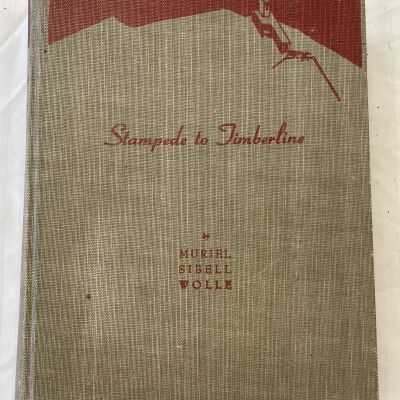 Stampede to Timberline
by
MURIEL
SIBELL
WOLLE